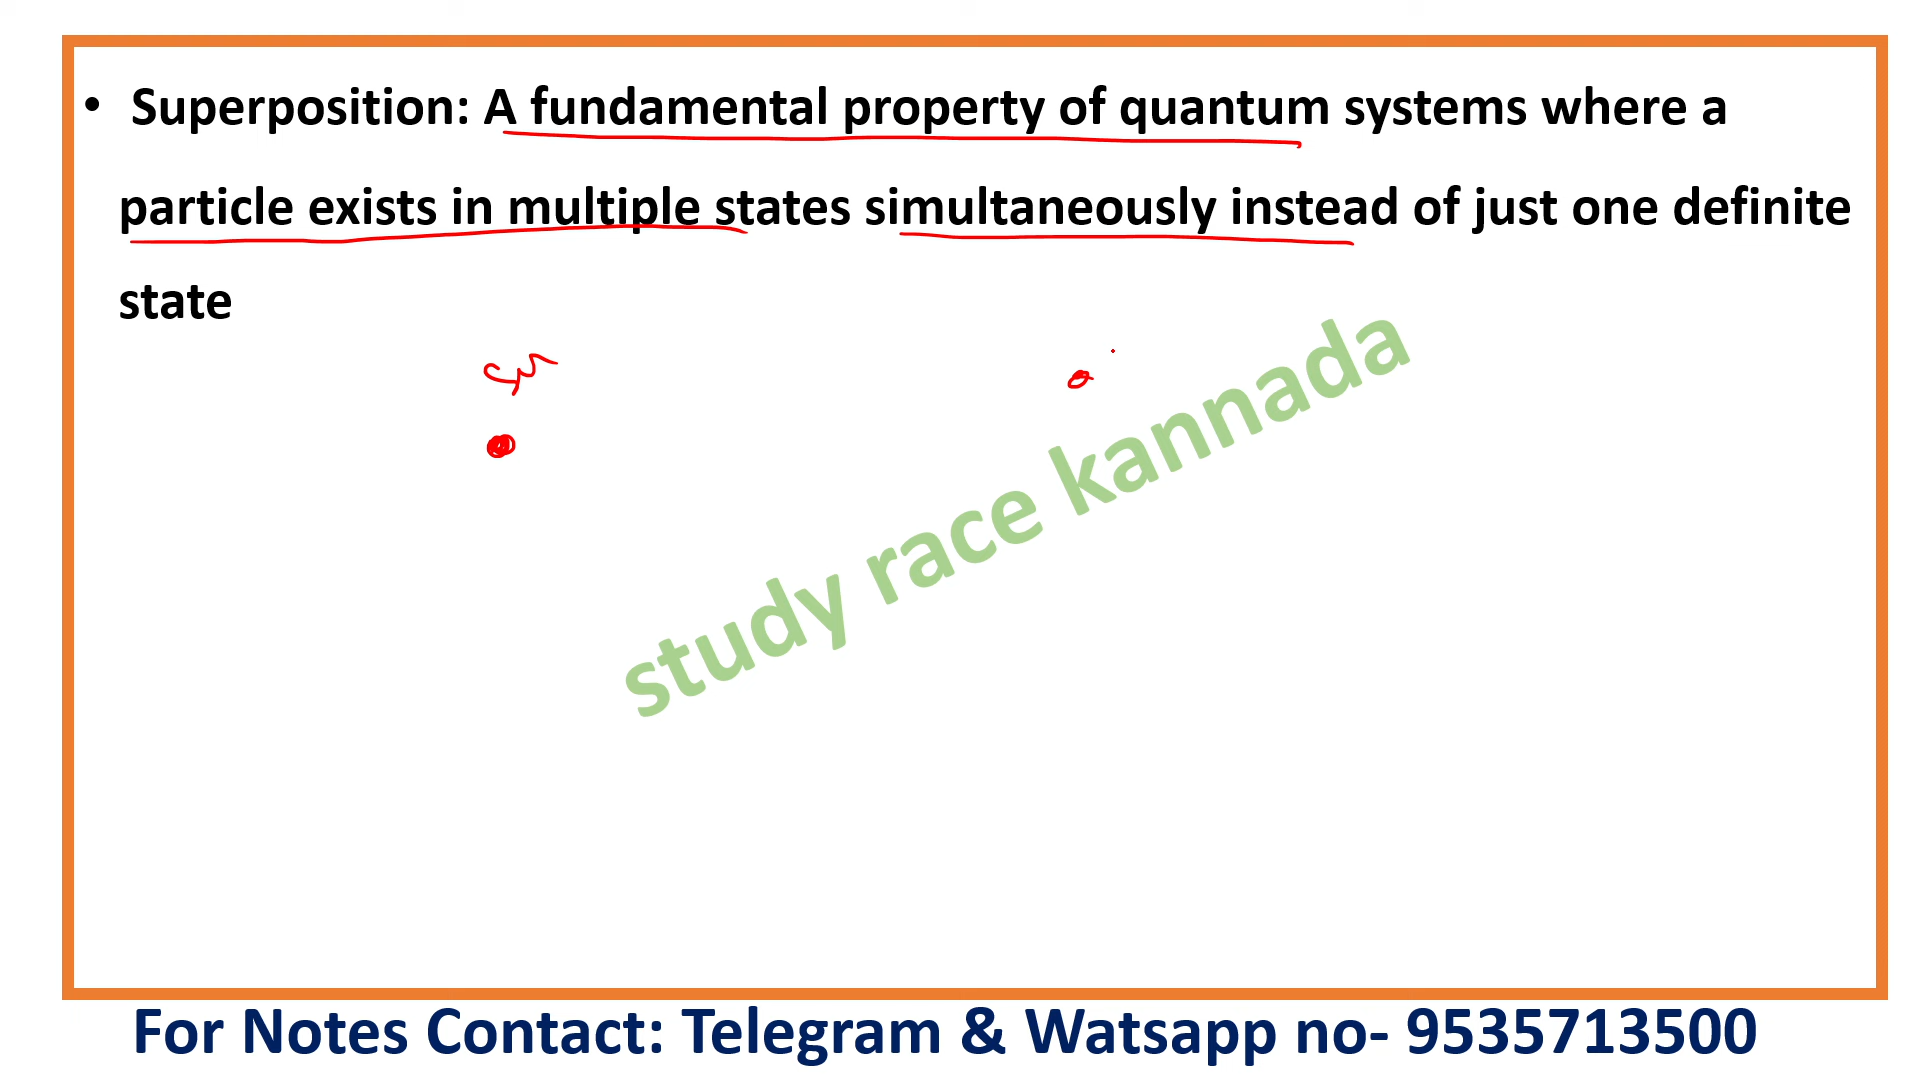 • Superposition: A fundamental property of quantum systems where a
particle exists in multiple states simultaneously instead of just one definite
state
study race kannada
For Notes Contact: Telegram & Watsapp no- 9535713500